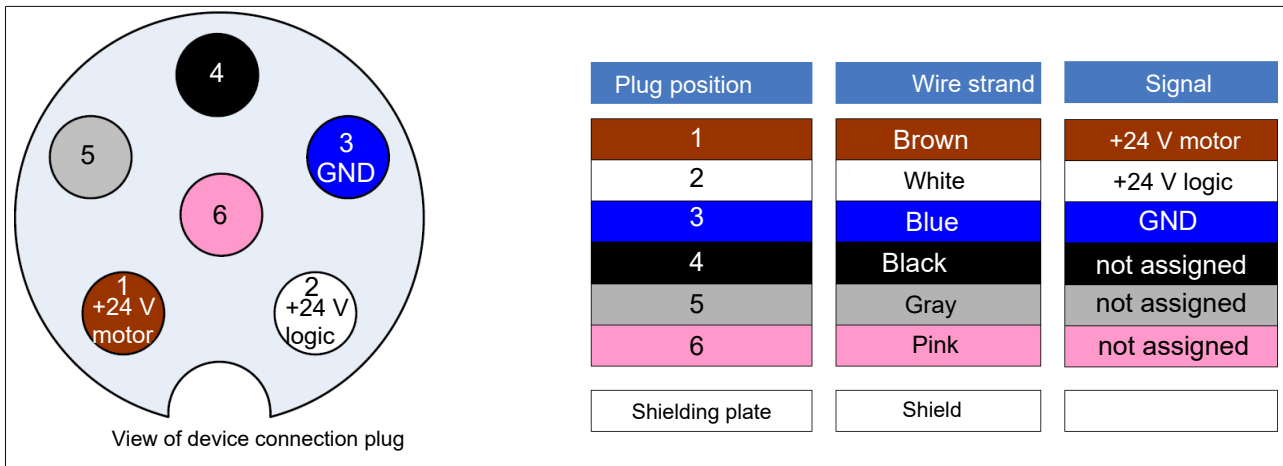 4
5
3
GND
6
1
+24 V
motor
2
+24 V
logic
View of device connection plug
Plug position Wire strand Signal
1 Brown +24 V motor
2 White +24 V logic
3 Blue GND
4 Black not assigned
5 Gray not assigned
6 Pink not assigned
Shielding plate Shield